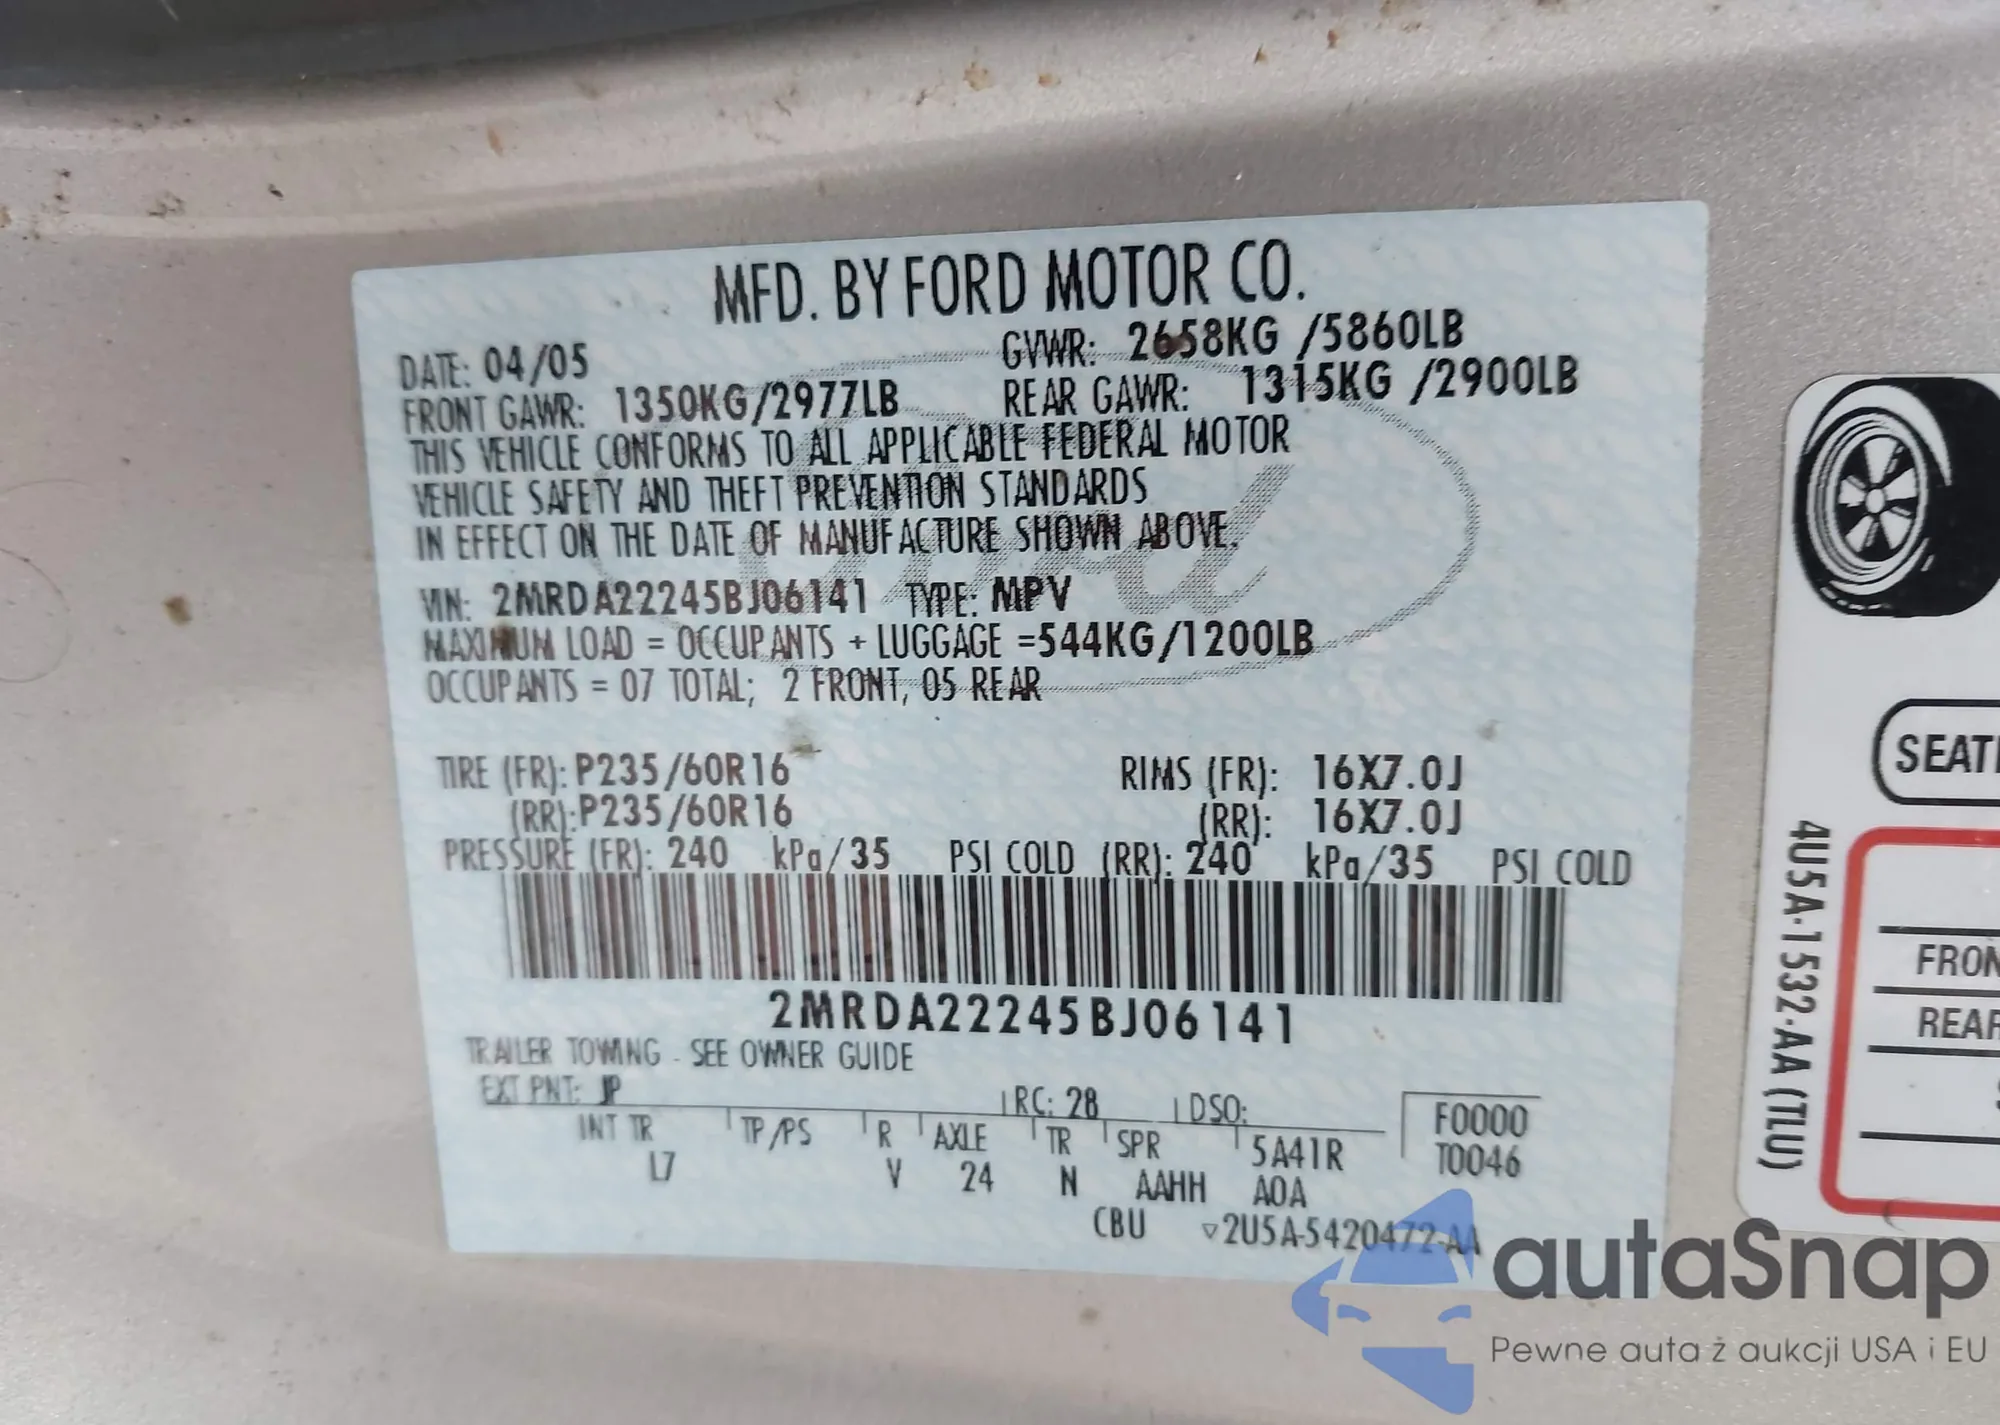 MFD. BY FORD MOTOR CO.
DATE: 04/05 GVWR: 2658KG /5860LB
FRONT GAWR: 1350KG/2977LB REAR GAWR: 1315KG /2900LB
THIS VEHICLE CONFORMS TO ALL APPLICABLE FEDERAL MOTOR
VEHICLE SAFETY AND THEFT PREVENTION STANDARDS
IN EFFECT ON THE DATE OF MANUFACTURE SHOWN ABOVE.
VIN: 2MRDA22245BJ06141 TYPE: MPV
MAXIMUM LOAD = OCCUPANTS + LUGGAGE =544KG/1200LB
OCCUPANTS = 07 TOTAL; 2 FRONT, 05 REAR
TIRE (FR): P235/60R16 RIMS (FR): 16X7.0J
(RR): P235/60R16 (RR): 16X7.0J
PRESSURE (FR): 240 kPa/35 PSI COLD (RR): 240 kPa/35 PSI COLD
2MRDA22245BJ06141
TRAILER TOWING - SEE OWNER GUIDE
EXT PNT: JP RC: 28 DSO: F0000
INT TR TP/PS R AXLE TR SPR 5A41R T0046
L7 V 24 N AAHH A0A
CBU ▿2U5A-5420472-AA
Ford
SEATI
4U5A-1532-AA (TLU)
FRON
REAR
autaSnap
Pewne auta z aukcji USA i EU